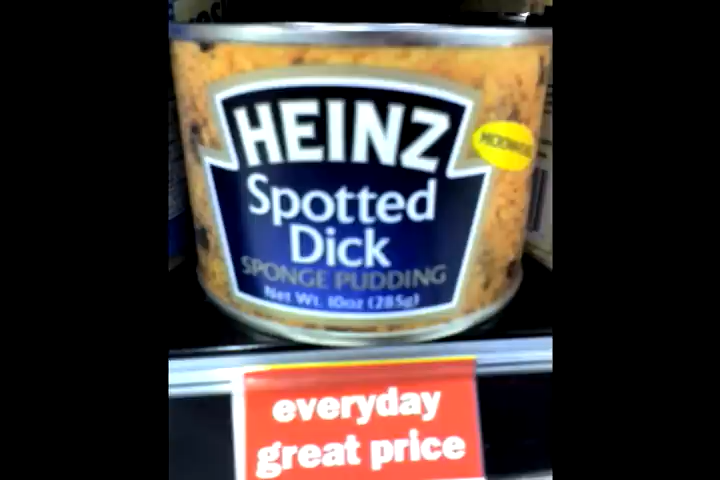 HEINZ
Spotted
Dick
SPONGE PUDDING
Net Wt. 10oz (285g)
everyday
great price